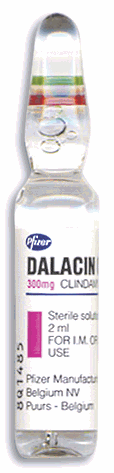 Pfizer
DALACIN
300mg CLINDAM
Sterile solut
2 ml
FOR I.M. OR
USE
Pfizer Manufactur
Belgium NV
Puurs - Belgium
8Q1485